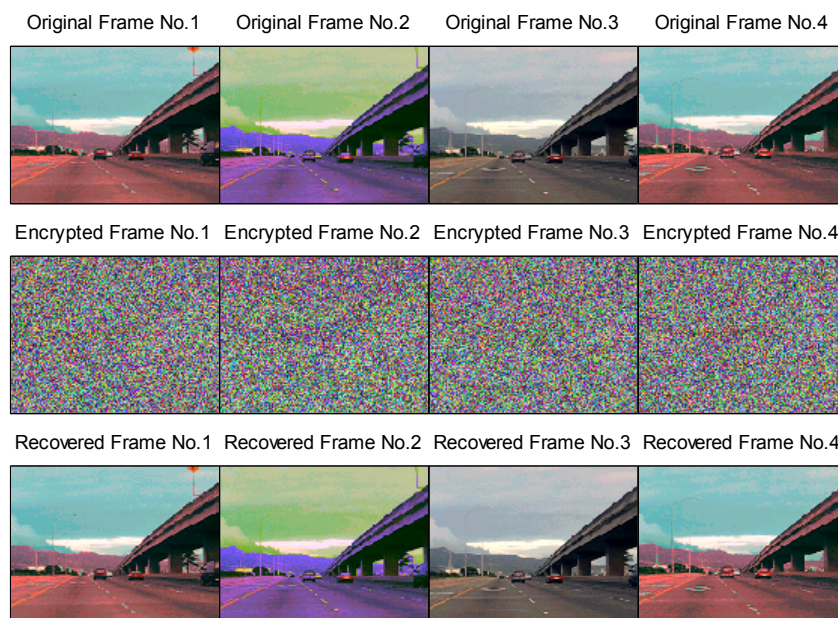 Original Frame No.1 Original Frame No.2 Original Frame No.3 Original Frame No.4
Encrypted Frame No.1 Encrypted Frame No.2 Encrypted Frame No.3 Encrypted Frame No.4
Recovered Frame No.1 Recovered Frame No.2 Recovered Frame No.3 Recovered Frame No.4